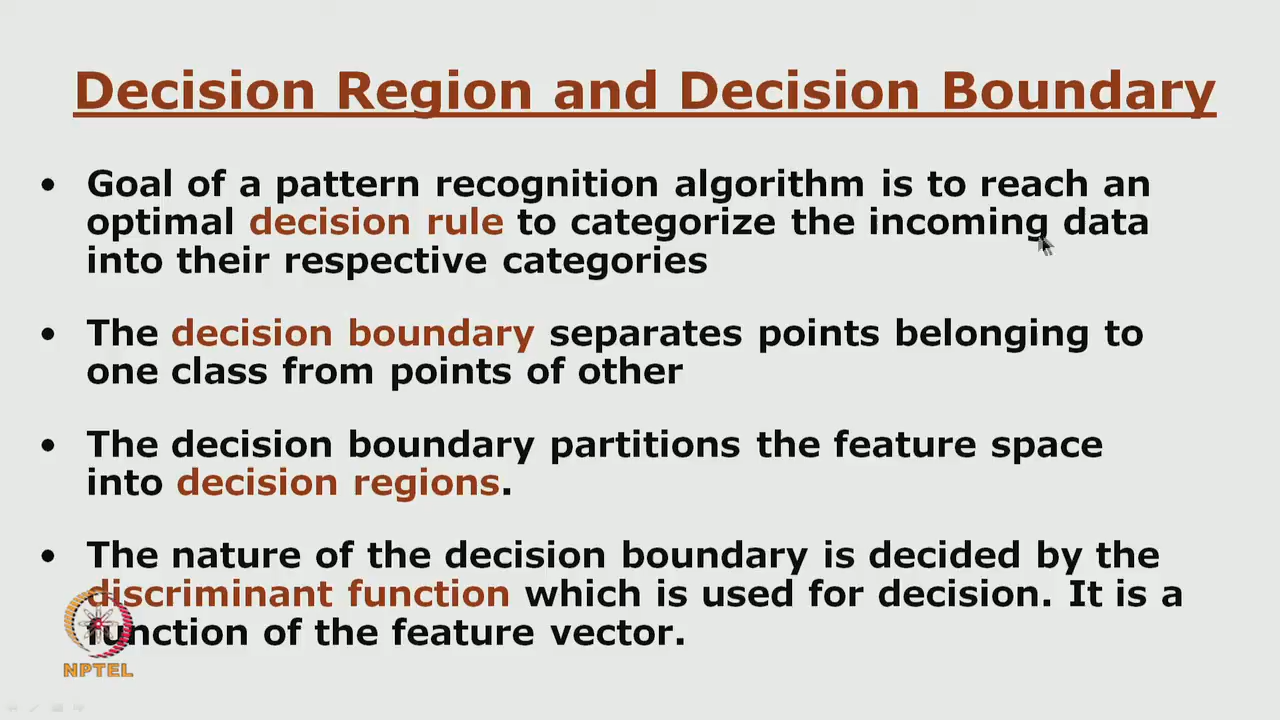 Decision Region and Decision Boundary
• Goal of a pattern recognition algorithm is to reach an
optimal decision rule to categorize the incoming data
into their respective categories
• The decision boundary separates points belonging to
one class from points of other
• The decision boundary partitions the feature space
into decision regions.
• The nature of the decision boundary is decided by the
discriminant function which is used for decision. It is a
function of the feature vector.
NPTEL